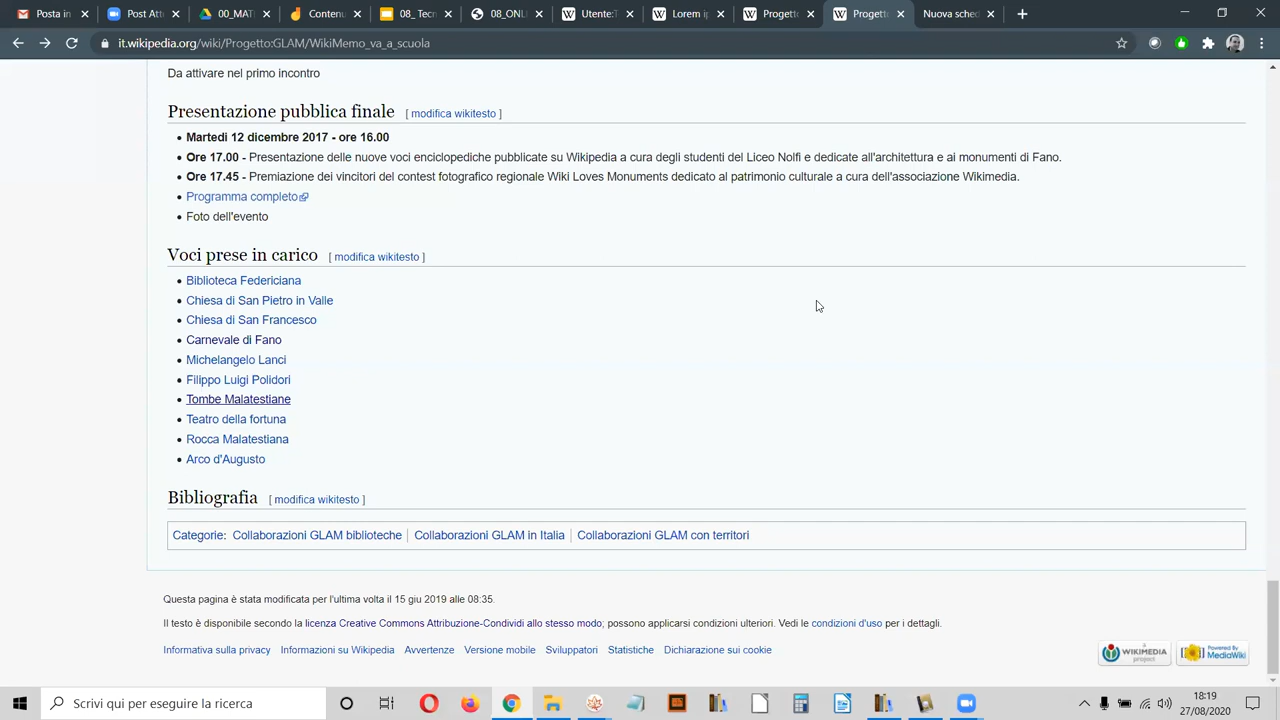 Posta in
Post Atte
00_MAT
Contenu
08_ Tecn
08_ONL
Utente:T
Lorem ip
Progetto
Progetto
Nuova sched
it.wikipedia.org/wiki/Progetto:GLAM/WikiMemo_va_a_scuola
Da attivare nel primo incontro
Presentazione pubblica finale [ modifica wikitesto ]
Martedì 12 dicembre 2017 - ore 16.00
Ore 17.00 - Presentazione delle nuove voci enciclopediche pubblicate su Wikipedia a cura degli studenti del Liceo Nolfi e dedicate all'architettura e ai monumenti di Fano.
Ore 17.45 - Premiazione dei vincitori del contest fotografico regionale Wiki Loves Monuments dedicato al patrimonio culturale a cura dell'associazione Wikimedia.
Programma completo
Foto dell'evento
Voci prese in carico [ modifica wikitesto ]
Biblioteca Federiciana
Chiesa di San Pietro in Valle
Chiesa di San Francesco
Carnevale di Fano
Michelangelo Lanci
Filippo Luigi Polidori
Tombe Malatestiane
Teatro della fortuna
Rocca Malatestiana
Arco d'Augusto
Bibliografia [ modifica wikitesto ]
Categorie: Collaborazioni GLAM biblioteche | Collaborazioni GLAM in Italia | Collaborazioni GLAM con territori
Questa pagina è stata modificata per l'ultima volta il 15 giu 2019 alle 08:35.
Il testo è disponibile secondo la licenza Creative Commons Attribuzione-Condividi allo stesso modo; possono applicarsi condizioni ulteriori. Vedi le condizioni d'uso per i dettagli.
Informativa sulla privacy Informazioni su Wikipedia Avvertenze Versione mobile Sviluppatori Statistiche Dichiarazione sui cookie
A WIKIMEDIA project
Powered By MediaWiki
Scrivi qui per eseguire la ricerca
18:19
27/08/2020